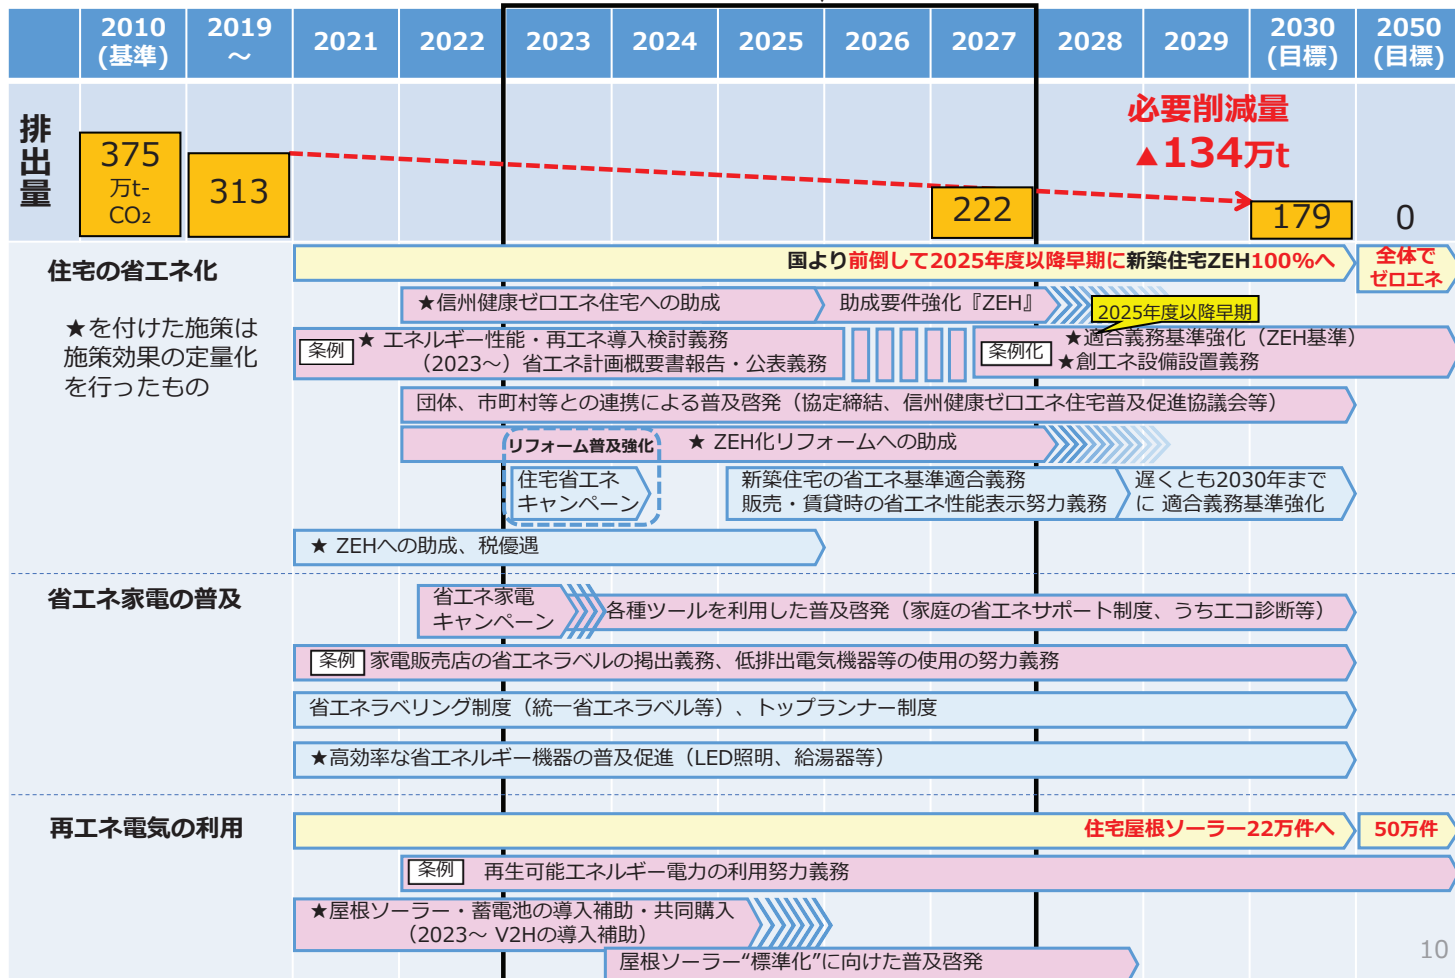 2010
(基準)
2019
～
2021
2022
2023
2024
2025
2026
2027
2028
2029
2030
(目標)
2050
(目標)
排出量
375
万t-
CO₂
313
222
必要削減量
▲134万t
179
0
住宅の省エネ化
★を付けた施策は
施策効果の定量化
を行ったもの
国より前倒して2025年度以降早期に新築住宅ZEH100%へ
全体で
ゼロエネ
★信州健康ゼロエネ住宅への助成
助成要件強化『ZEH』
2025年度以降早期
条例
★ エネルギー性能・再エネ導入検討義務
（2023～）省エネ計画概要書報告・公表義務
条例化
★適合義務基準強化（ZEH基準）
★創エネ設備設置義務
団体、市町村等との連携による普及啓発（協定締結、信州健康ゼロエネ住宅普及促進協議会等）
リフォーム普及強化
★ ZEH化リフォームへの助成
住宅省エネ
キャンペーン
新築住宅の省エネ基準適合義務
販売・賃貸時の省エネ性能表示努力義務
遅くとも2030年まで
に 適合義務基準強化
★ ZEHへの助成、税優遇
省エネ家電の普及
省エネ家電
キャンペーン
各種ツールを利用した普及啓発（家庭の省エネサポート制度、うちエコ診断等）
条例 家電販売店の省エネラベルの掲出義務、低排出電気機器等の使用の努力義務
省エネラベリング制度（統一省エネラベル等）、トップランナー制度
★高効率な省エネルギー機器の普及促進（LED照明、給湯器等）
再エネ電気の利用
住宅屋根ソーラー22万件へ
50万件
条例 再生可能エネルギー電力の利用努力義務
★屋根ソーラー・蓄電池の導入補助・共同購入
（2023～ V2Hの導入補助）
屋根ソーラー“標準化”に向けた普及啓発
10